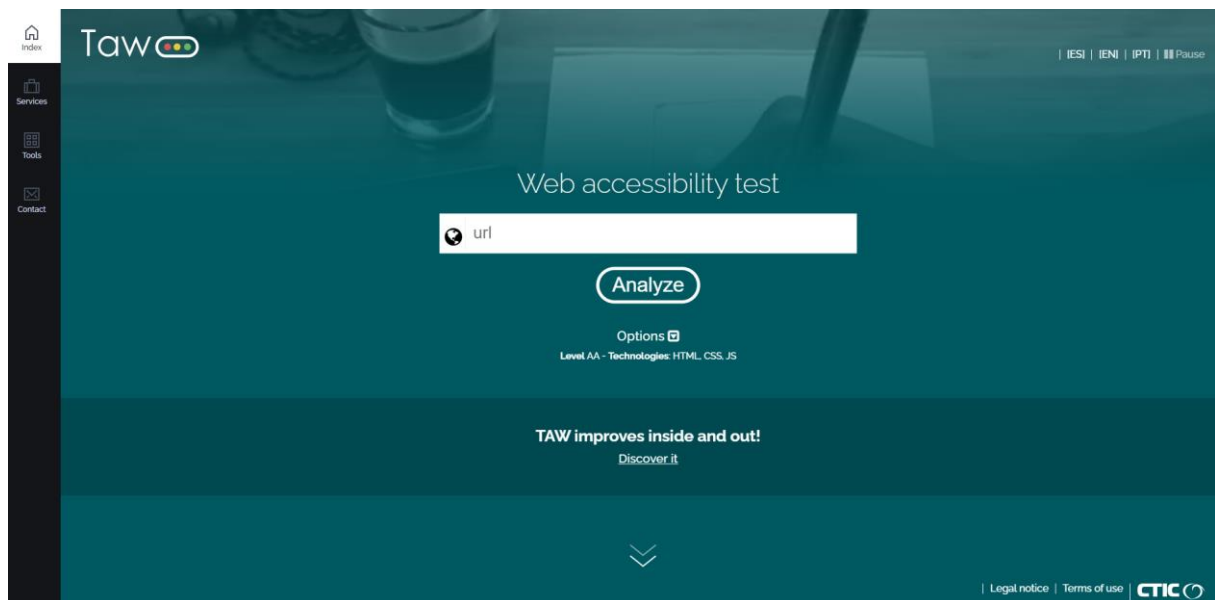 Index
Services
Tools
Contact
Taw
| [ES] | [EN] | [PT] | Pause
Web accessibility test
url
Analyze
Options
Level AA - Technologies: HTML, CSS, JS
TAW improves inside and out!
Discover it
| Legal notice | Terms of use | CTIC